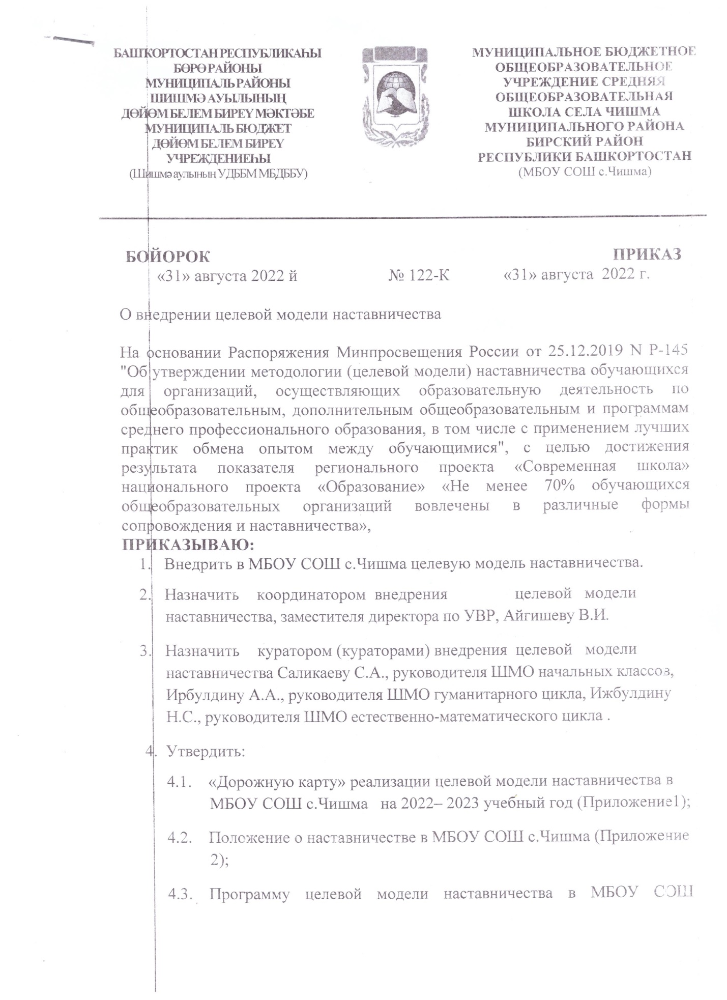 БАШҠОРТОСТАН РЕСПУБЛИКАҺЫ
БӨРӨ РАЙОНЫ
МУНИЦИПАЛЬ РАЙОНЫ
ШИШМӘ АУЫЛЫНЫҢ
ДӨЙӨМ БЕЛЕМ БИРЕҮ МӘКТӘБЕ
МУНИЦИПАЛЬ БЮДЖЕТ
ДӨЙӨМ БЕЛЕМ БИРЕҮ
УЧРЕЖДЕНИЕҺЫ
(Шишмә аулының УДББМ МБДББУ)
МУНИЦИПАЛЬНОЕ БЮДЖЕТНОЕ
ОБЩЕОБРАЗОВАТЕЛЬНОЕ
УЧРЕЖДЕНИЕ СРЕДНЯЯ
ОБЩЕОБРАЗОВАТЕЛЬНАЯ
ШКОЛА СЕЛА ЧИШМА
МУНИЦИПАЛЬНОГО РАЙОНА
БИРСКИЙ РАЙОН
РЕСПУБЛИКИ БАШКОРТОСТАН
(МБОУ СОШ с.Чишма)
БОЙОРОК ПРИКАЗ
«31» августа 2022 й № 122-К «31» августа 2022 г.
О внедрении целевой модели наставничества
На основании Распоряжения Минпросвещения России от 25.12.2019 N Р-145
"Об утверждении методологии (целевой модели) наставничества обучающихся
для организаций, осуществляющих образовательную деятельность по
общеобразовательным, дополнительным общеобразовательным и программам
среднего профессионального образования, в том числе с применением лучших
практик обмена опытом между обучающимися", с целью достижения
результата показателя регионального проекта «Современная школа»
национального проекта «Образование» «Не менее 70% обучающихся
общеобразовательных организаций вовлечены в различные формы
сопровождения и наставничества»,
ПРИКАЗЫВАЮ:
1. Внедрить в МБОУ СОШ с.Чишма целевую модель наставничества.
2. Назначить координатором внедрения целевой модели
наставничества, заместителя директора по УВР, Айгишеву В.И.
3. Назначить куратором (кураторами) внедрения целевой модели
наставничества Саликаеву С.А., руководителя ШМО начальных классов,
Ирбулдину А.А., руководителя ШМО гуманитарного цикла, Ижбулдину
Н.С., руководителя ШМО естественно-математического цикла .
4. Утвердить:
4.1. «Дорожную карту» реализации целевой модели наставничества в
МБОУ СОШ с.Чишма на 2022– 2023 учебный год (Приложение1);
4.2. Положение о наставничестве в МБОУ СОШ с.Чишма (Приложение
2);
4.3. Программу целевой модели наставничества в МБОУ СОШ